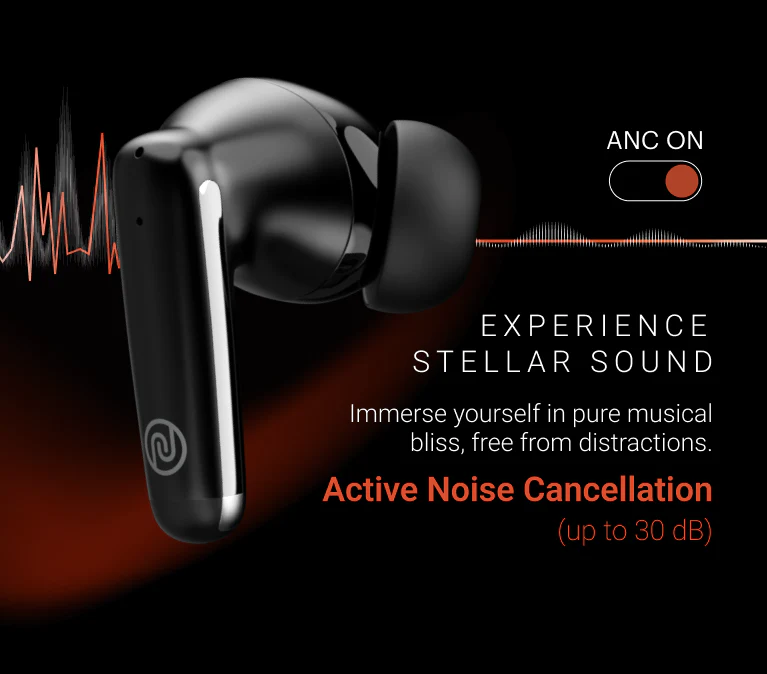 ANC ON
EXPERIENCE
STELLAR SOUND
Immerse yourself in pure musical
bliss, free from distractions.
Active Noise Cancellation
(up to 30 dB)